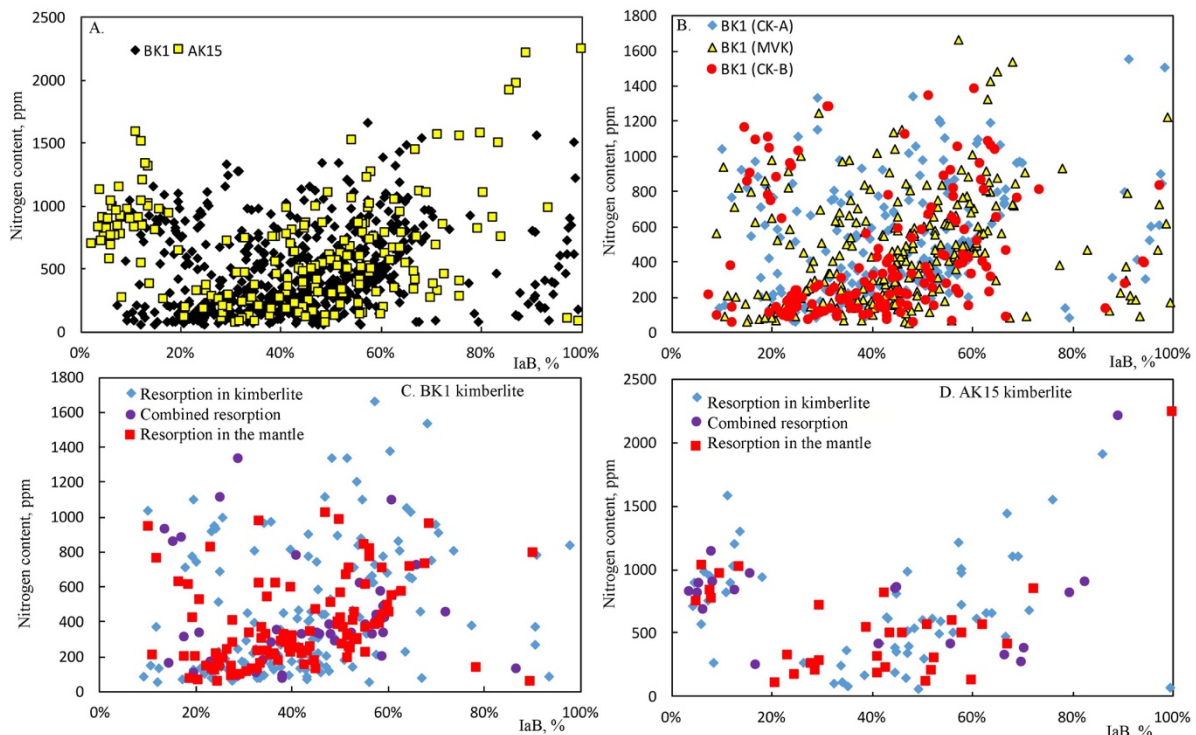 A.
BK1 AK15
Nitrogen content, ppm
2500
2000
1500
1000
500
0
0% 20% 40% 60% 80% 100%
IaB, %
B.
BK1 (CK-A)
BK1 (MVK)
BK1 (CK-B)
Nitrogen content, ppm
1800
1600
1400
1200
1000
800
600
400
200
0
0% 20% 40% 60% 80% 100%
IaB, %
C. BK1 kimberlite
Resorption in kimberlite
Combined resorption
Resorption in the mantle
Nitrogen content, ppm
1800
1600
1400
1200
1000
800
600
400
200
0
0% 20% 40% 60% 80% 100%
IaB, %
D. AK15 kimberlite
Resorption in kimberlite
Combined resorption
Resorption in the mantle
Nitrogen content, ppm
2500
2000
1500
1000
500
0
0% 20% 40% 60% 80% 100%
IaB, %